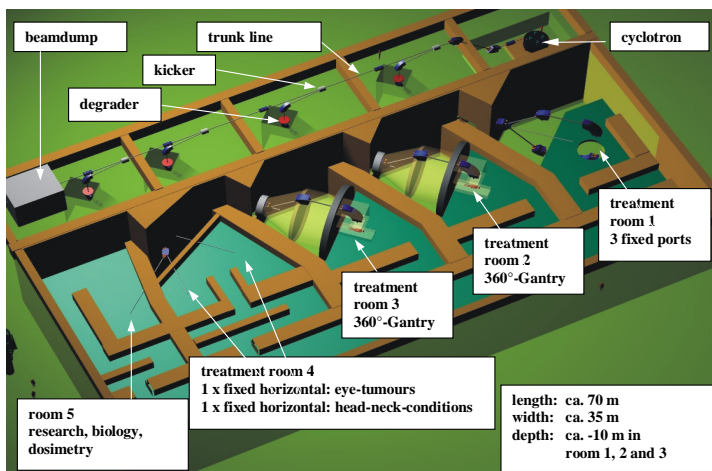 beamdump
trunk line
cyclotron
kicker
degrader
treatment
room 1
3 fixed ports
treatment
room 2
360°-Gantry
treatment
room 3
360°-Gantry
treatment room 4
1 x fixed horizontal: eye-tumours
1 x fixed horizontal: head-neck-conditions
room 5
research, biology,
dosimetry
length: ca. 70 m
width: ca. 35 m
depth: ca. -10 m in
room 1, 2 and 3